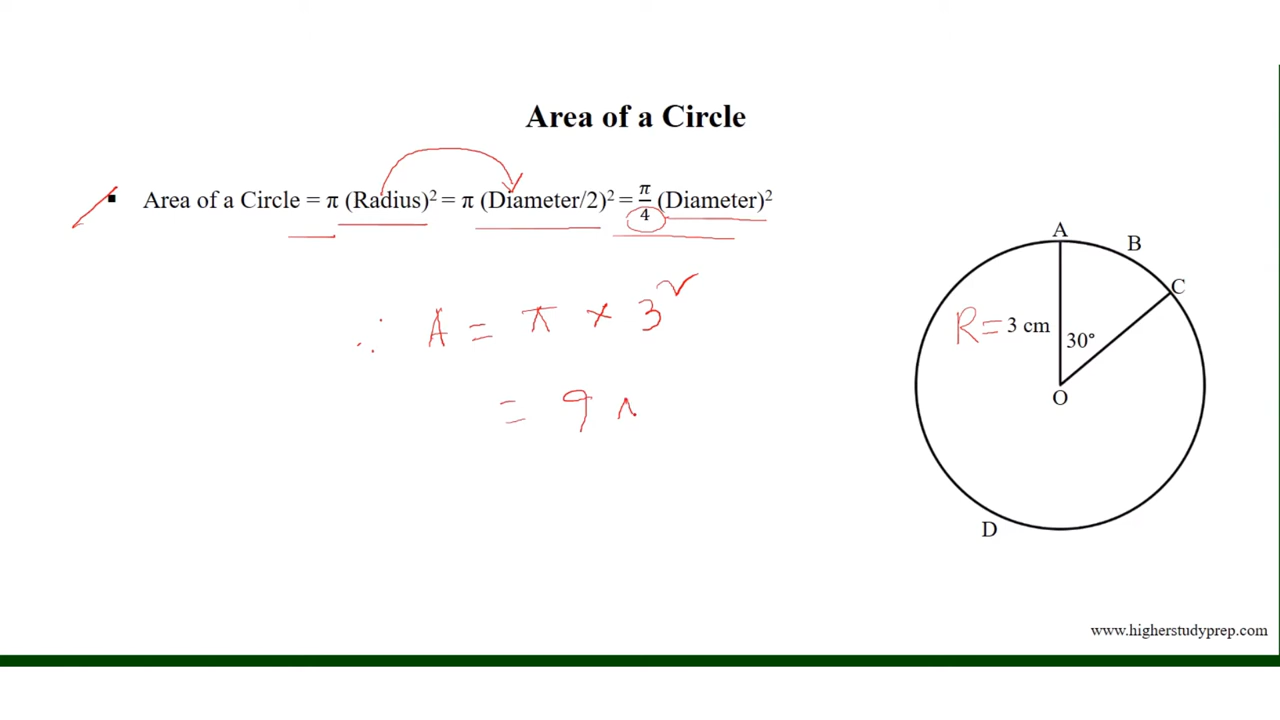 Area of a Circle
▪ Area of a Circle = π (Radius)² = π (Diameter/2)² = π/4 (Diameter)²
∴ A = π × 3²
= 9
A
B
C
R = 3 cm
30°
O
D
www.higherstudyprep.com